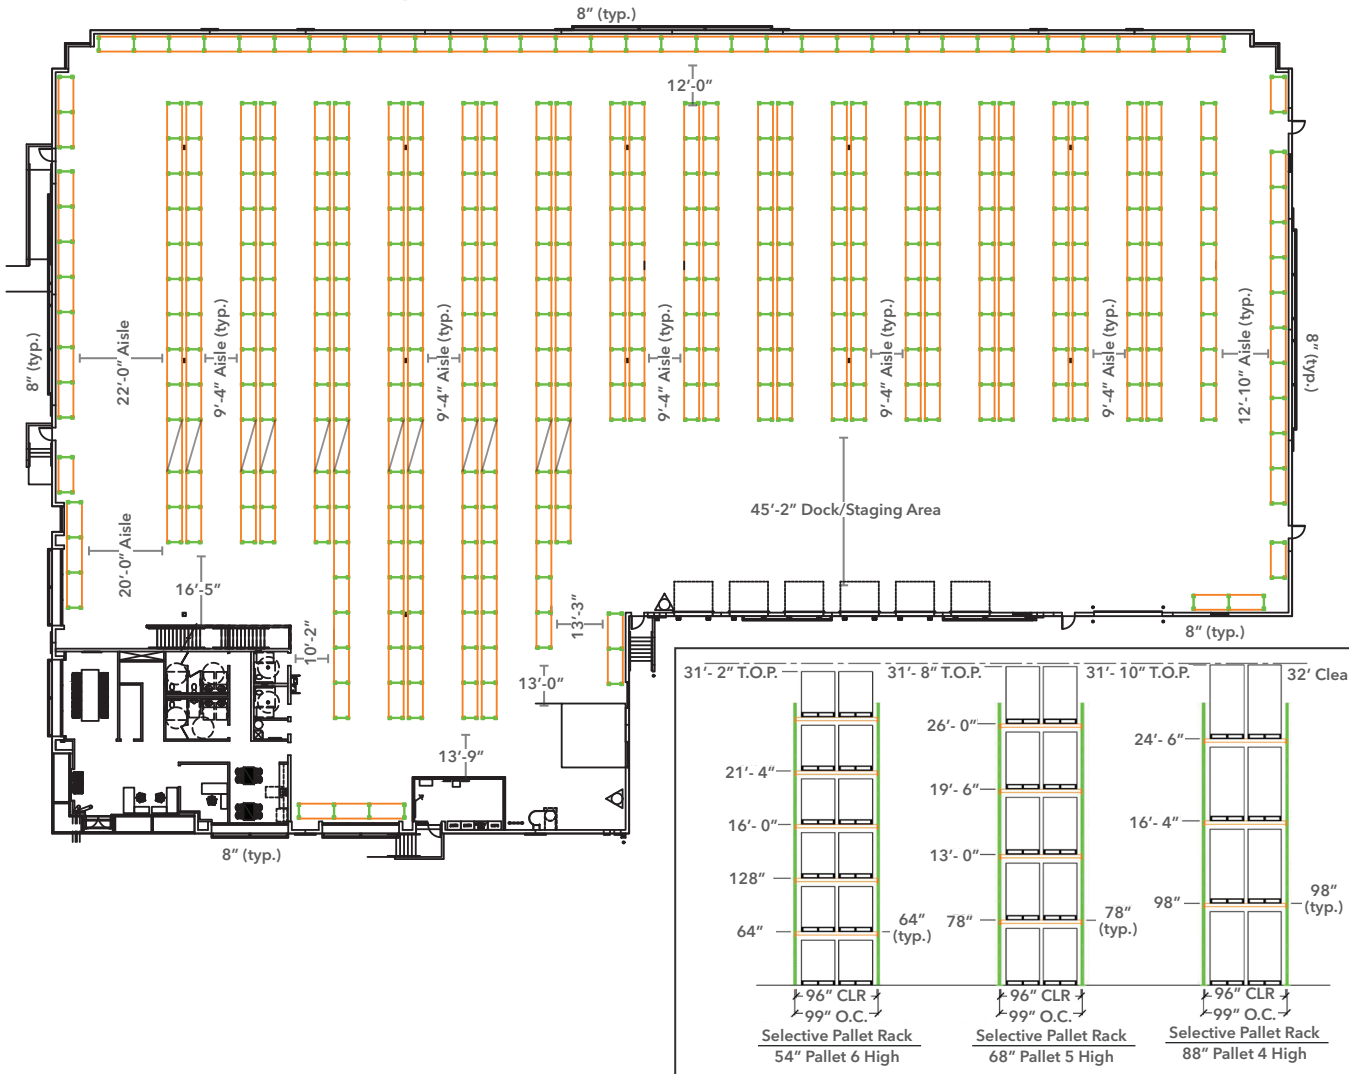 8” (typ.)
12’-0”
8” (typ.)
22’-0” Aisle
9’-4” Aisle (typ.)
9’-4” Aisle (typ.)
9’-4” Aisle (typ.)
9’-4” Aisle (typ.)
9’-4” Aisle (typ.)
12’-10” Aisle (typ.)
8” (typ.)
45’-2” Dock/Staging Area
20’-0” Aisle
16’-5”
10’-2”
13’-3”
13’-0”
13’-9”
8” (typ.)
8” (typ.)
31’- 2” T.O.P.
31’- 8” T.O.P.
31’- 10” T.O.P.
32’ Clea
21’- 4”
16’- 0”
128”
64”
64”
(typ.)
96” CLR
99” O.C.
Selective Pallet Rack
54” Pallet 6 High
26’- 0”
19’- 6”
13’- 0”
78”
78”
(typ.)
96” CLR
99” O.C.
Selective Pallet Rack
68” Pallet 5 High
24’- 6”
16’- 4”
98”
98”
(typ.)
96” CLR
99” O.C.
Selective Pallet Rack
88” Pallet 4 High